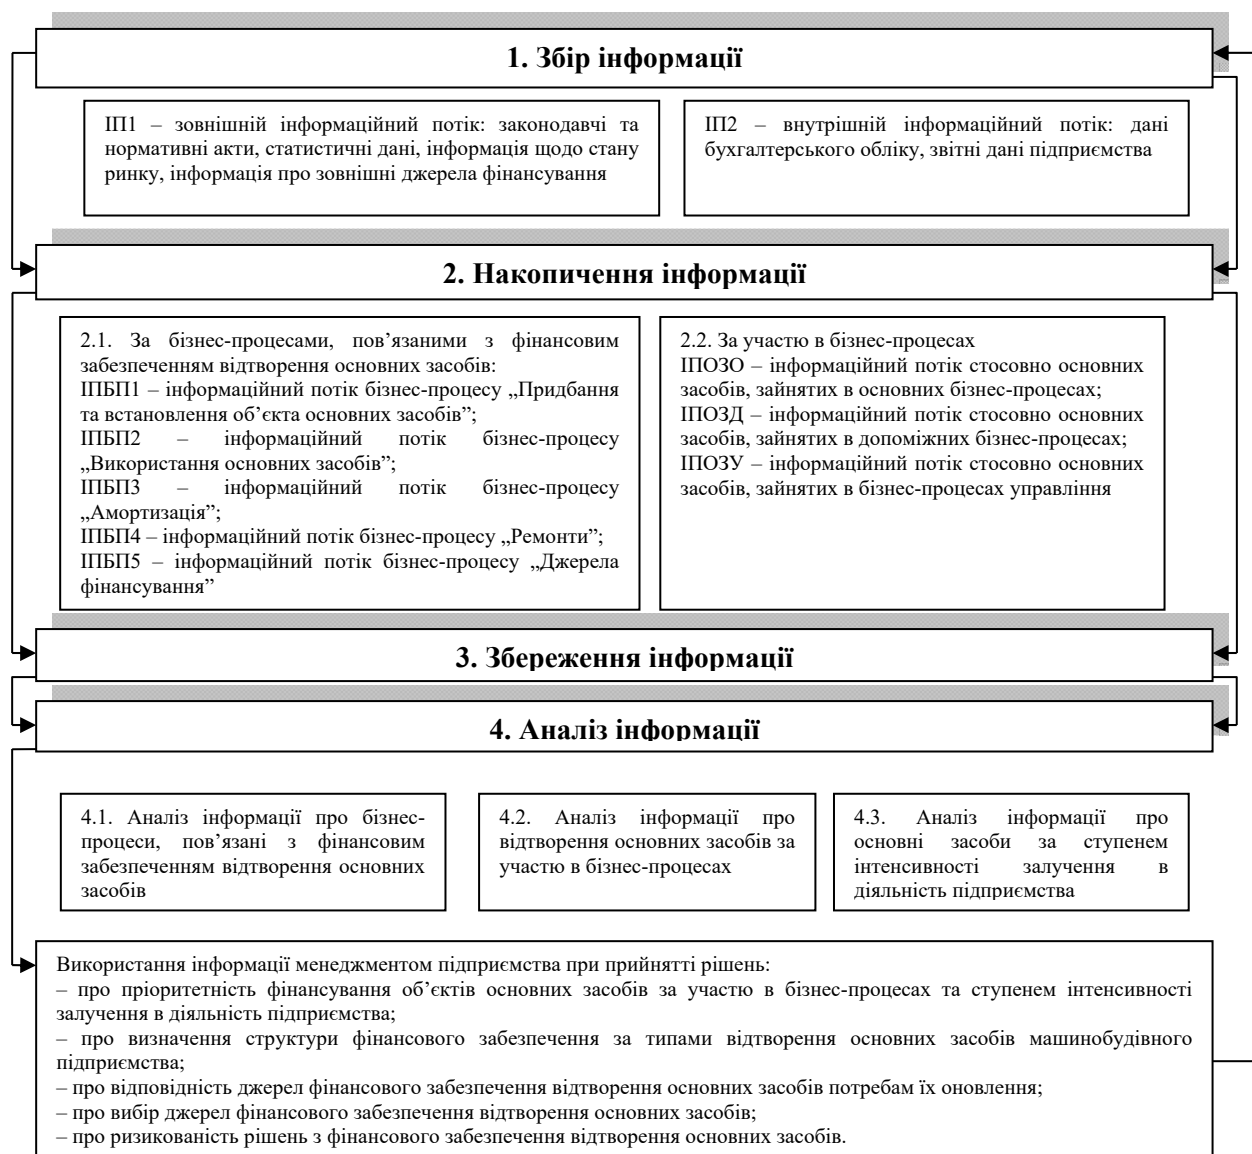 1. Збір інформації
ІП1 – зовнішній інформаційний потік: законодавчі та
нормативні акти, статистичні дані, інформація щодо стану
ринку, інформація про зовнішні джерела фінансування
ІП2 – внутрішній інформаційний потік: дані
бухгалтерського обліку, звітні дані підприємства
2. Накопичення інформації
2.1. За бізнес-процесами, пов’язаними з фінансовим
забезпеченням відтворення основних засобів:
ІПБП1 – інформаційний потік бізнес-процесу „Придбання
та встановлення об’єкта основних засобів”;
ІПБП2 – інформаційний потік бізнес-процесу
„Використання основних засобів”;
ІПБП3 – інформаційний потік бізнес-процесу
„Амортизація”;
ІПБП4 – інформаційний потік бізнес-процесу „Ремонти”;
ІПБП5 – інформаційний потік бізнес-процесу „Джерела
фінансування”
2.2. За участю в бізнес-процесах
ІПОЗО – інформаційний потік стосовно основних
засобів, зайнятих в основних бізнес-процесах;
ІПОЗД – інформаційний потік стосовно основних
засобів, зайнятих в допоміжних бізнес-процесах;
ІПОЗУ – інформаційний потік стосовно основних
засобів, зайнятих в бізнес-процесах управління
3. Збереження інформації
4. Аналіз інформації
4.1. Аналіз інформації про бізнес-
процеси, пов’язані з фінансовим
забезпеченням відтворення основних
засобів
4.2. Аналіз інформації про
відтворення основних засобів за
участю в бізнес-процесах
4.3. Аналіз інформації про
основні засоби за ступенем
інтенсивності залучення в
діяльність підприємства
Використання інформації менеджментом підприємства при прийнятті рішень:
– про пріоритетність фінансування об’єктів основних засобів за участю в бізнес-процесах та ступенем інтенсивності
залучення в діяльність підприємства;
– про визначення структури фінансового забезпечення за типами відтворення основних засобів машинобудівного
підприємства;
– про відповідність джерел фінансового забезпечення відтворення основних засобів потребам їх оновлення;
– про вибір джерел фінансового забезпечення відтворення основних засобів;
– про ризикованість рішень з фінансового забезпечення відтворення основних засобів.